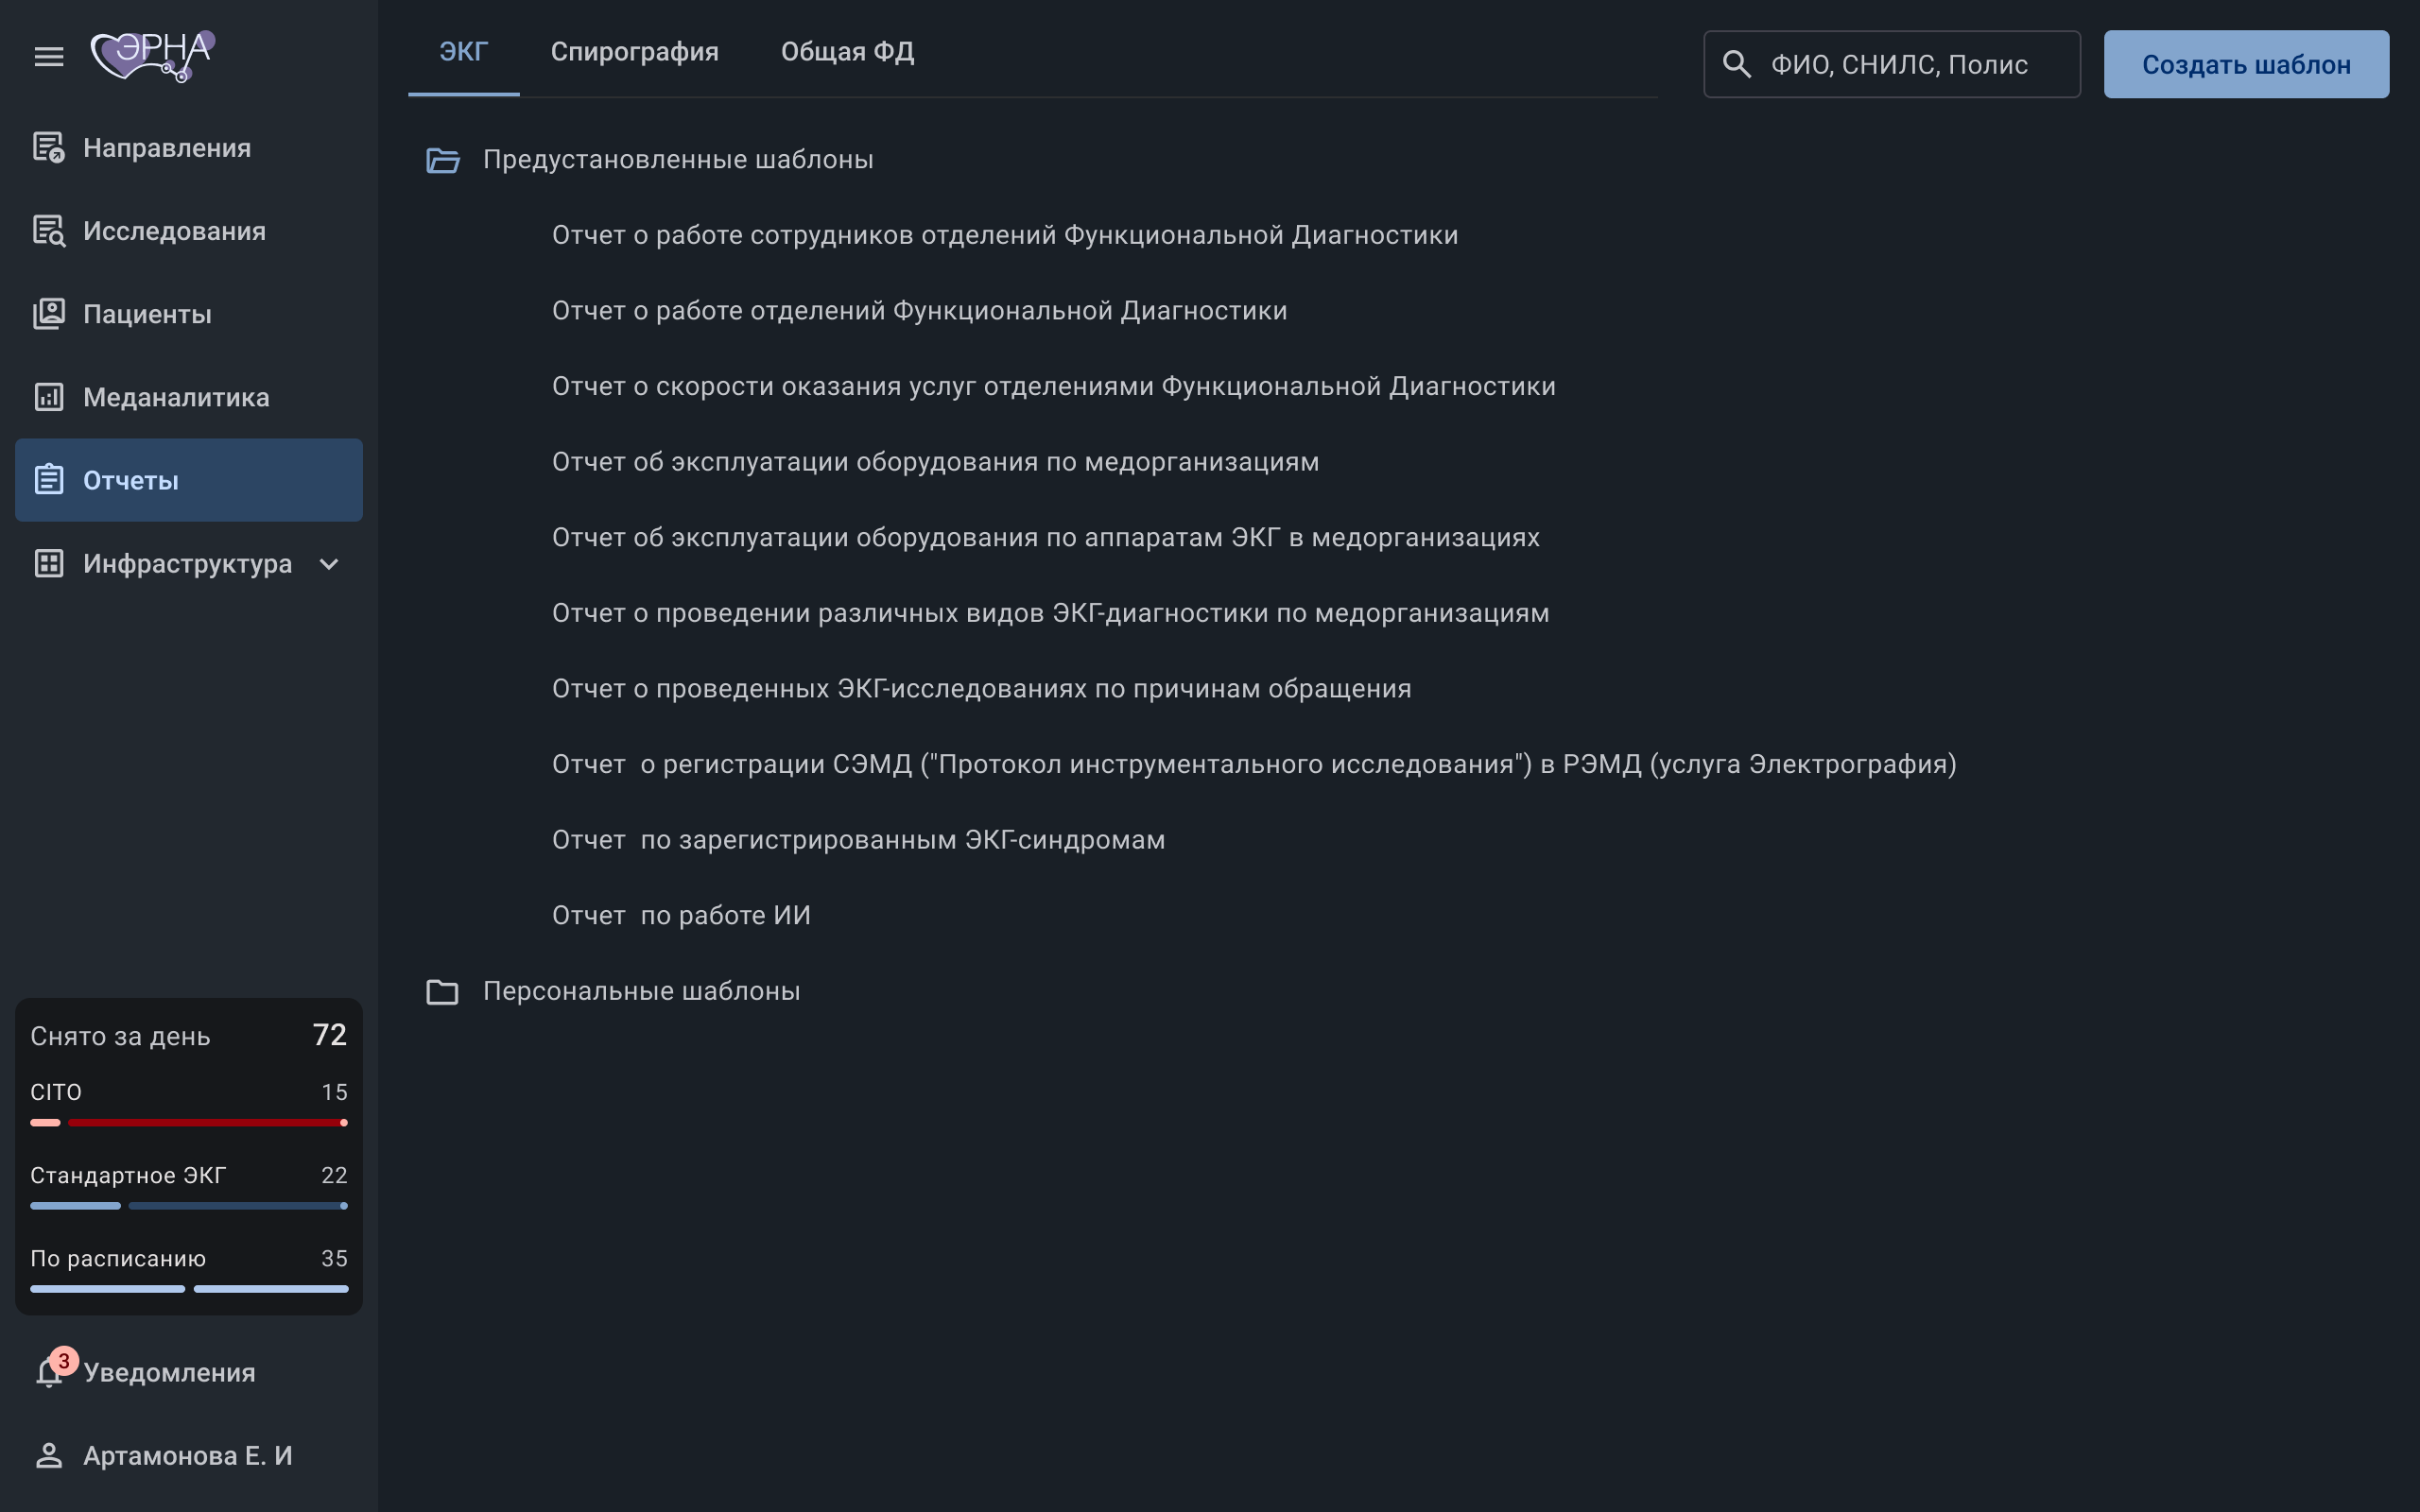 ЭРНА
Направления
Исследования
Пациенты
Меданалитика
Отчеты
Инфраструктура
Снято за день 72
CITO 15
Стандартное ЭКГ 22
По расписанию 35
3
Уведомления
Артамонова Е. И
ЭКГ Спирография Общая ФД
ФИО, СНИЛС, Полис
Создать шаблон
Предустановленные шаблоны
Отчет о работе сотрудников отделений Функциональной Диагностики
Отчет о работе отделений Функциональной Диагностики
Отчет о скорости оказания услуг отделениями Функциональной Диагностики
Отчет об эксплуатации оборудования по медорганизациям
Отчет об эксплуатации оборудования по аппаратам ЭКГ в медорганизациях
Отчет о проведении различных видов ЭКГ-диагностики по медорганизациям
Отчет о проведенных ЭКГ-исследованиях по причинам обращения
Отчет  о регистрации СЭМД ("Протокол инструментального исследования") в РЭМД (услуга Электрография)
Отчет  по зарегистрированным ЭКГ-синдромам
Отчет  по работе ИИ
Персональные шаблоны